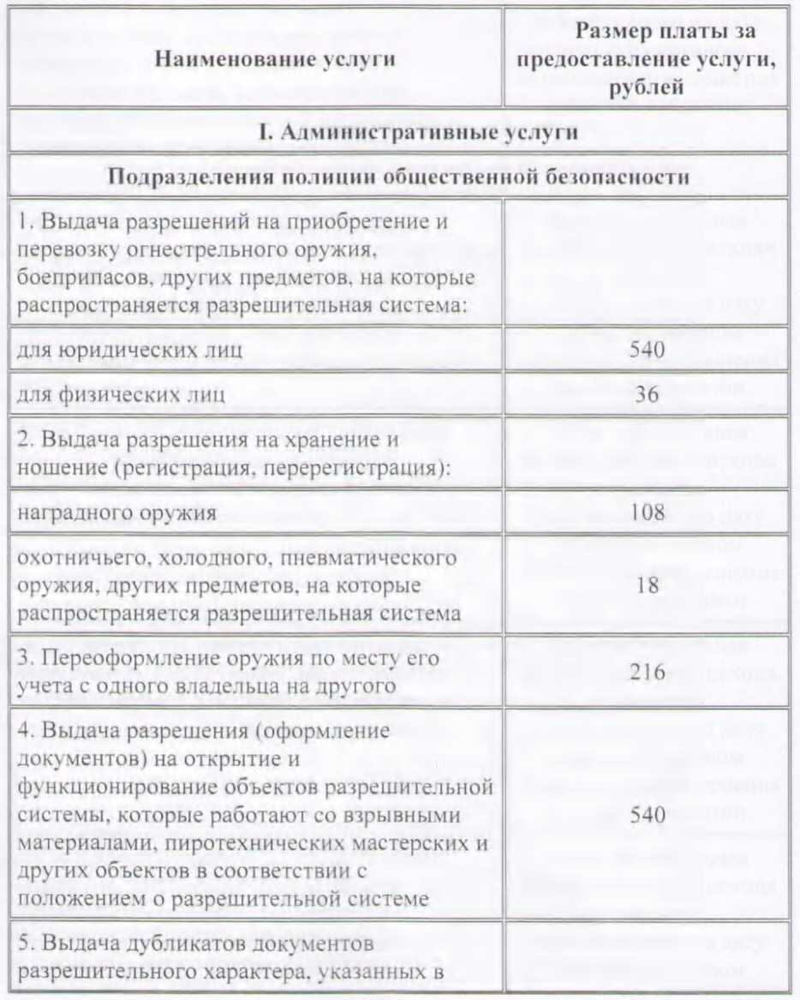 Наименование услуги
Размер платы за
предоставление услуги,
рублей
I. Административные услуги
Подразделения полиции общественной безопасности
1. Выдача разрешений на приобретение и
перевозку огнестрельного оружия,
боеприпасов, других предметов, на которые
распространяется разрешительная система:
для юридических лиц
540
для физических лиц
36
2. Выдача разрешения на хранение и
ношение (регистрация, перерегистрация):
наградного оружия
108
охотничьего, холодного, пневматического
оружия, других предметов, на которые
распространяется разрешительная система
18
3. Переоформление оружия по месту его
учета с одного владельца на другого
216
4. Выдача разрешения (оформление
документов) на открытие и
функционирование объектов разрешительной
системы, которые работают со взрывными
материалами, пиротехнических мастерских и
других объектов в соответствии с
положением о разрешительной системе
540
5. Выдача дубликатов документов
разрешительного характера, указанных в